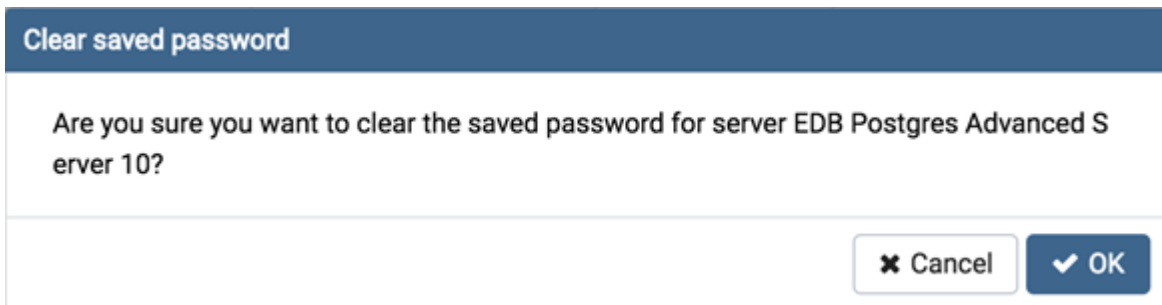 Clear saved password
Are you sure you want to clear the saved password for server EDB Postgres Advanced S
erver 10?
Cancel
OK